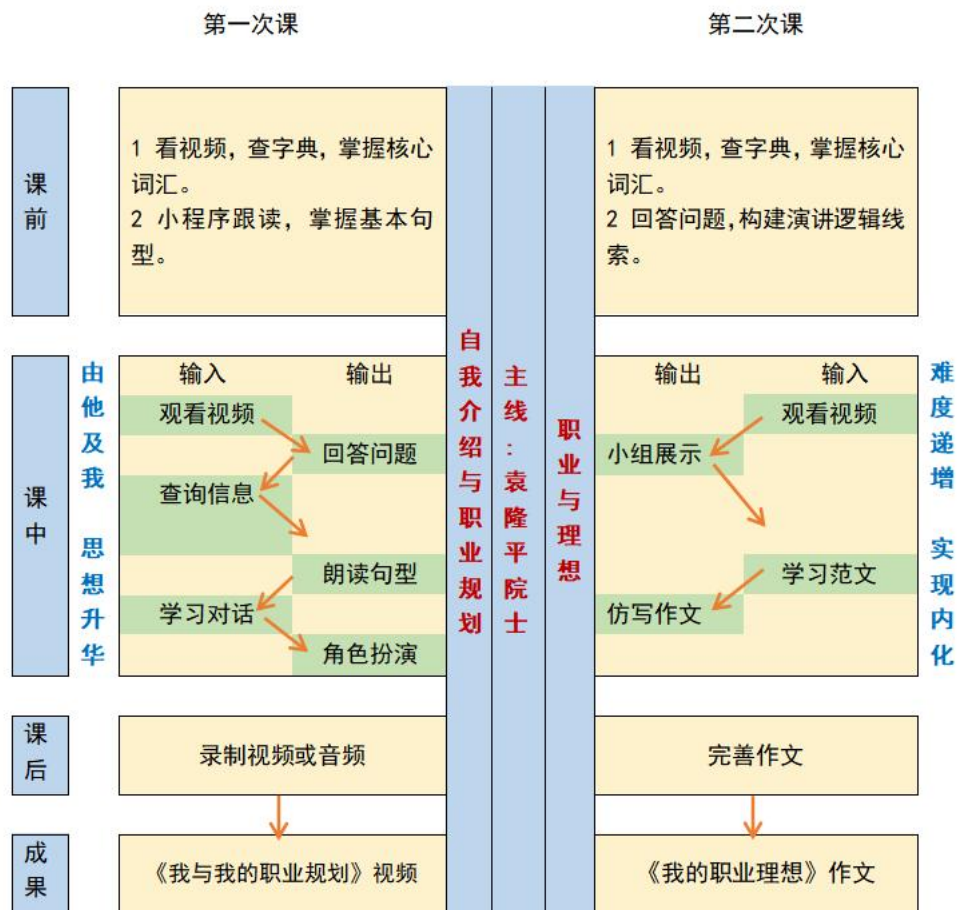 第一次课
第二次课
课前
1 看视频，查字典，掌握核心
词汇。
2 小程序跟读，掌握基本句
型。
1 看视频，查字典，掌握核心
词汇。
2 回答问题，构建演讲逻辑线
索。
自我介绍与职业规划
主线：袁隆平院士
职业与理想
课中
由他及我 思想升华
输入 输出
观看视频
回答问题
查询信息
朗读句型
学习对话
角色扮演
输出 输入
观看视频
小组展示
学习范文
仿写作文
难度递增 实现内化
课后
录制视频或音频
完善作文
成果
《我与我的职业规划》视频
《我的职业理想》作文